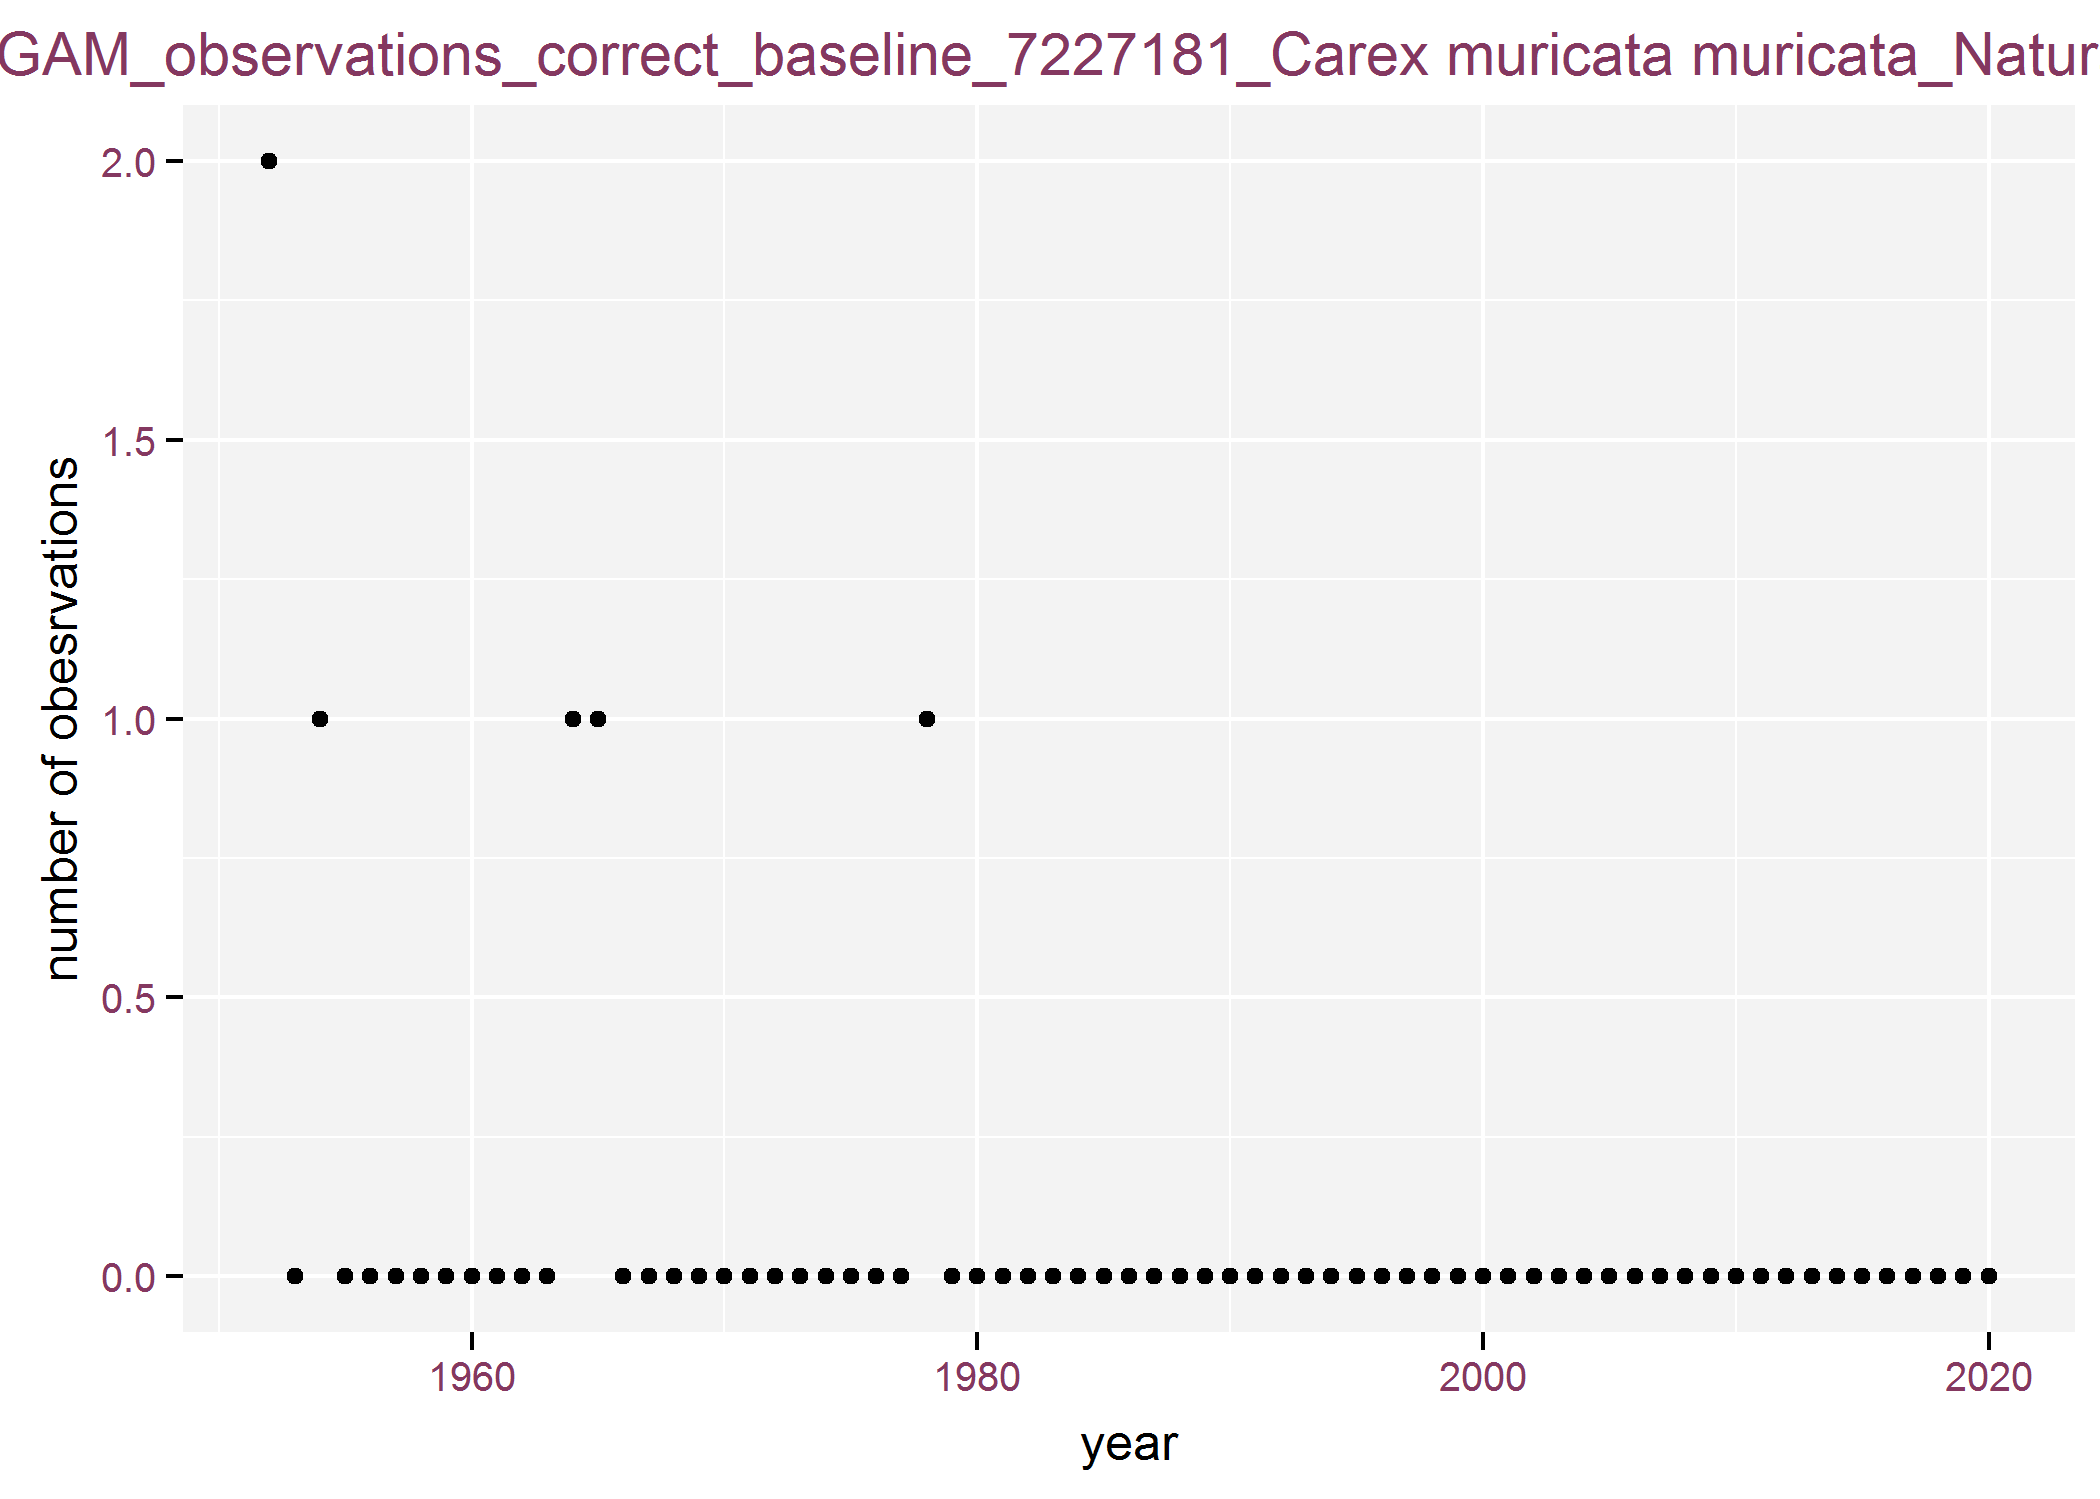 GAM_observations_correct_baseline_7227181_Carex muricata muricata_Natur
2.0
1.5
1.0
0.5
0.0
number of obesrvations
1960 1980 2000 2020
year